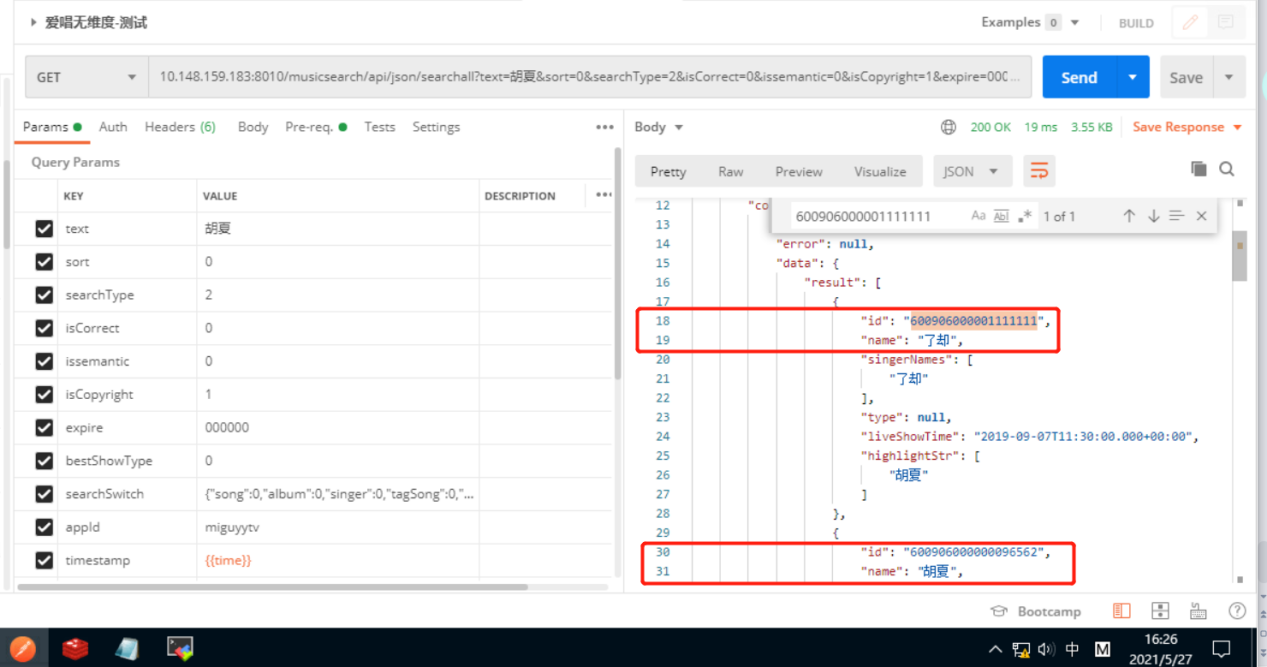 爱唱无维度-测试
Examples 0
BUILD
GET
10.148.159.183:8010/musicsearch/api/json/searchall?text=胡夏&sort=0&searchType=2&isCorrect=0&issemantic=0&isCopyright=1&expire=000...
Send
Save
Params
Auth
Headers (6)
Body
Pre-req.
Tests
Settings
Query Params
KEY VALUE DESCRIPTION
text 胡夏
sort 0
searchType 2
isCorrect 0
issemantic 0
isCopyright 1
expire 000000
bestShowType 0
searchSwitch {"song":0,"album":0,"singer":0,"tagSong":0,"...
appId miguyytv
timestamp {{time}}
Body
200 OK 19 ms 3.55 KB Save Response
Pretty Raw Preview Visualize JSON
600906000001111111 Aa Abl .* 1 of 1
12 "co
13
14 "error": null,
15 "data": {
16 "result": [
17 {
18 "id": "600906000001111111",
19 "name": "了却",
20 "singerNames": [
21 "了却"
22 ],
23 "type": null,
24 "liveShowTime": "2019-09-07T11:30:00.000+00:00",
25 "highlightStr": [
26 "胡夏"
27 ]
28 },
29 {
30 "id": "600906000000096562",
31 "name": "胡夏",
Bootcamp
中
M
16:26
2021/5/27